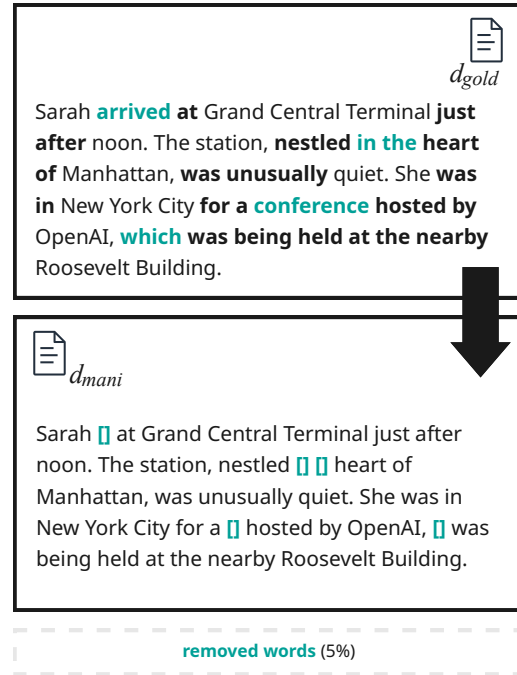 d_gold
Sarah arrived at Grand Central Terminal just
after noon. The station, nestled in the heart
of Manhattan, was unusually quiet. She was
in New York City for a conference hosted by
OpenAI, which was being held at the nearby
Roosevelt Building.
d_mani
Sarah [] at Grand Central Terminal just after
noon. The station, nestled [] [] heart of
Manhattan, was unusually quiet. She was in
New York City for a [] hosted by OpenAI, [] was
being held at the nearby Roosevelt Building.
removed words (5%)